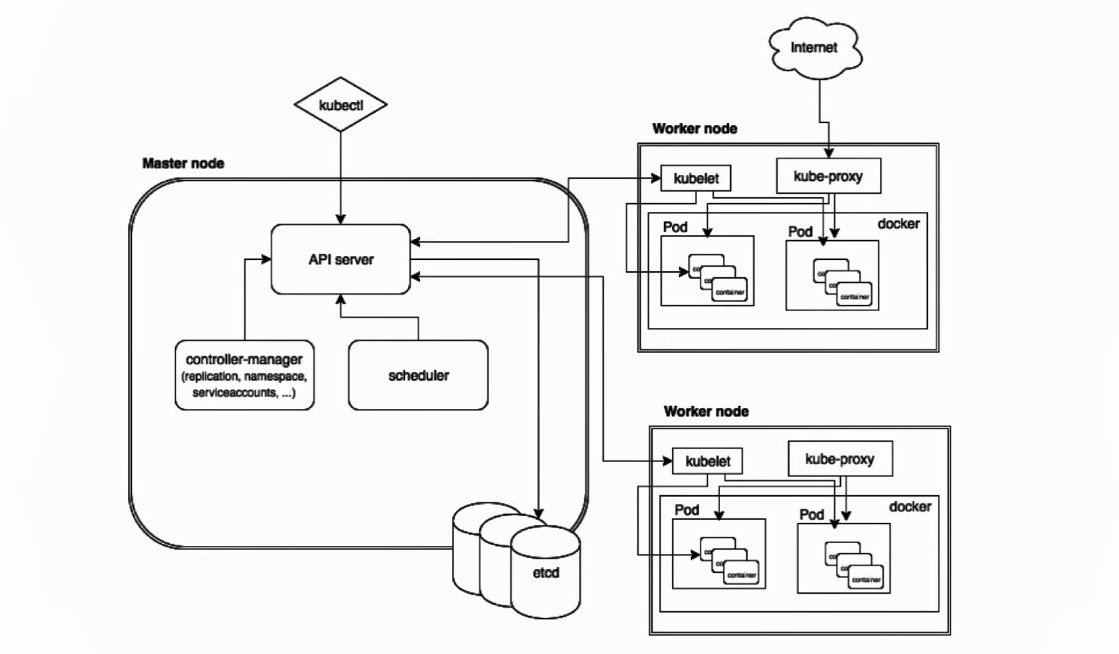 Internet
kubectl
Worker node
Master node
kubelet
kube-proxy
docker
Pod
Pod
API server
container
container
controller-manager
(replication, namespace,
serviceaccounts, ...)
scheduler
Worker node
kubelet
kube-proxy
docker
Pod
Pod
container
container
etcd